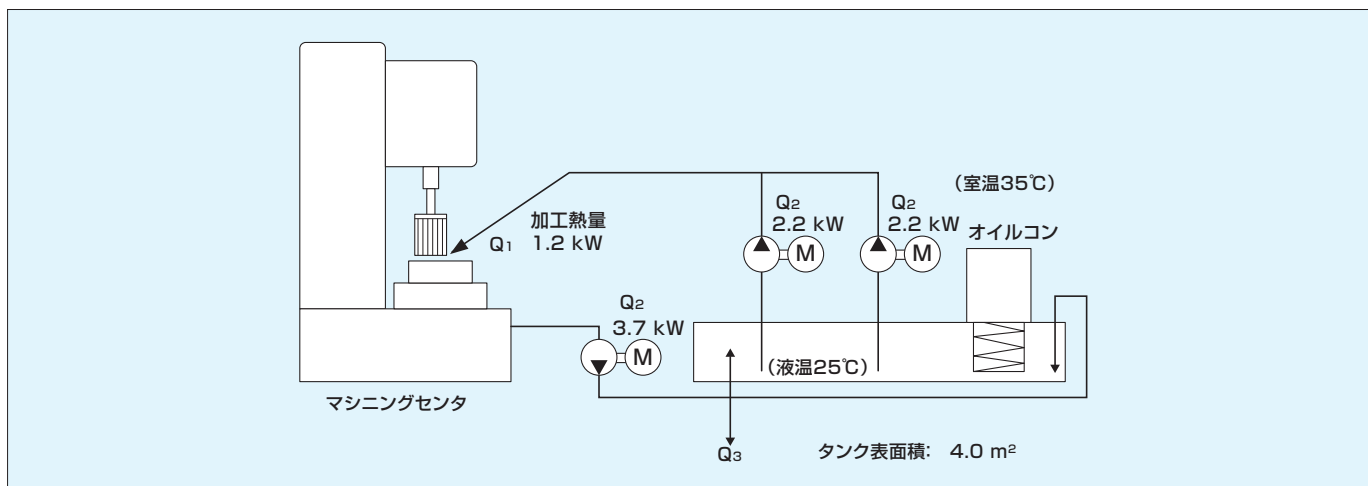 (室温35℃)
Q2
2.2 kW
Q2
2.2 kW
オイルコン
M
M
加工熱量
Q1 1.2 kW
Q2
3.7 kW
M
(液温25℃)
マシニングセンタ
Q3
タンク表面積: 4.0 m²